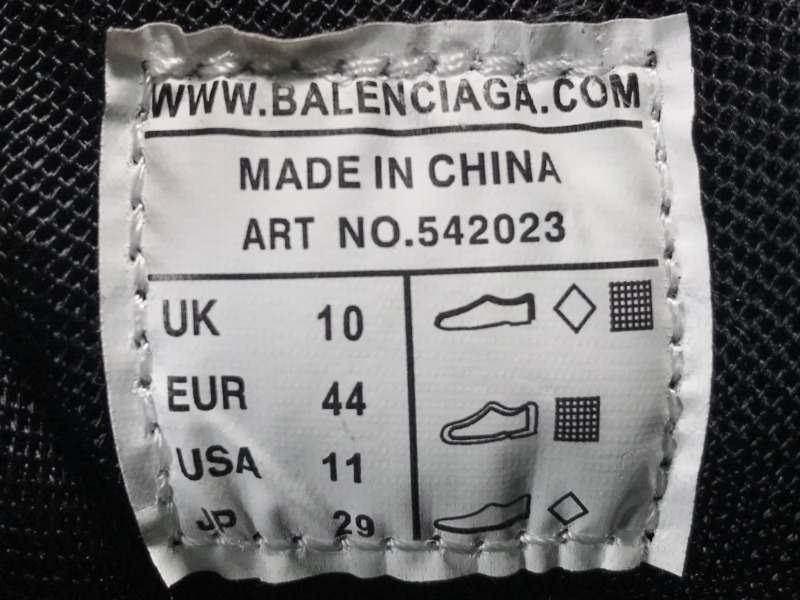 WWW.BALENCIAGA.COM
MADE IN CHINA
ART NO.542023
UK 10
EUR 44
USA 11
JP 29